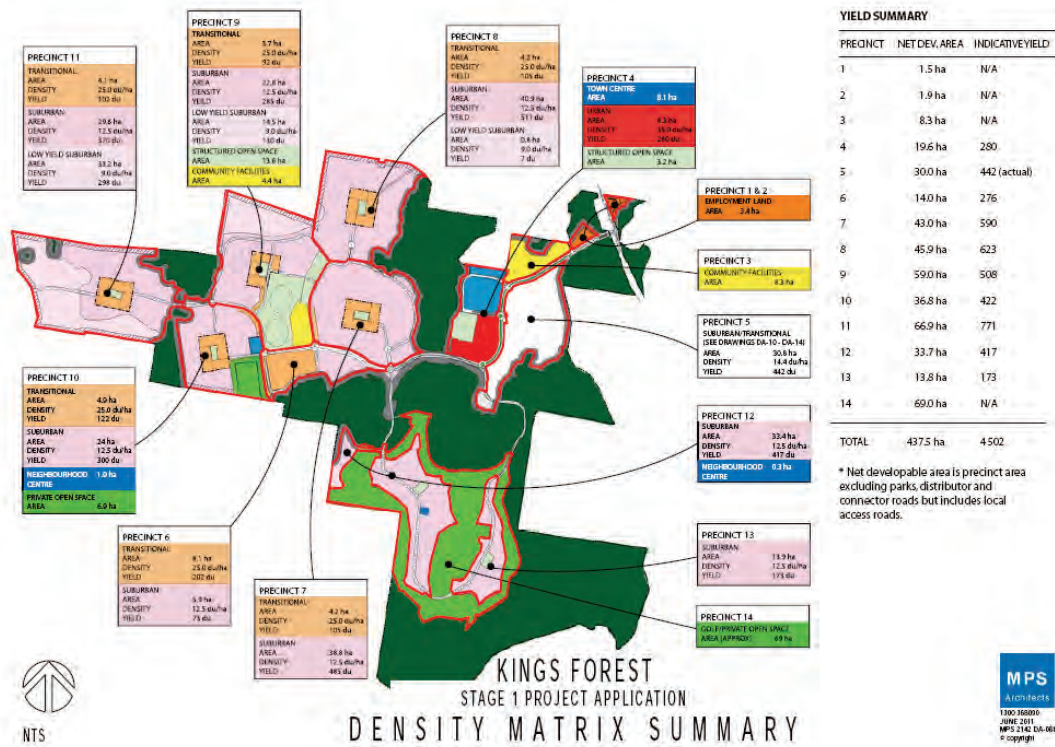 PRECINCT 11
TRANSITIONAL
AREA 4.1 ha
DENSITY 25.0 du/ha
YIELD 102 du
SUBURBAN
AREA 29.6 ha
DENSITY 12.5 du/ha
YIELD 370 du
LOW YIELD SUBURBAN
AREA 33.2 ha
DENSITY 9.0 du/ha
YIELD 298 du
PRECINCT 9
TRANSITIONAL
AREA 3.7 ha
DENSITY 25.0 du/ha
YIELD 92 du
SUBURBAN
AREA 22.8 ha
DENSITY 12.5 du/ha
YIELD 285 du
LOW YIELD SUBURBAN
AREA 14.5 ha
DENSITY 9.0 du/ha
YIELD 130 du
STRUCTURED OPEN SPACE
AREA 13.6 ha
COMMUNITY FACILITIES
AREA 4.4 ha
PRECINCT 8
TRANSITIONAL
AREA 4.2 ha
DENSITY 25.0 du/ha
YIELD 105 du
SUBURBAN
AREA 40.9 ha
DENSITY 12.5 du/ha
YIELD 511 du
LOW YIELD SUBURBAN
AREA 0.8 ha
DENSITY 9.0 du/ha
YIELD 7 du
PRECINCT 4
TOWN CENTRE
AREA 8.1 ha
URBAN
AREA 8.3 ha
DENSITY
YIELD 280 du
STRUCTURED OPEN SPACE
AREA 3.2 ha
PRECINCT 1 & 2
EMPLOYMENT LAND
AREA 3.4 ha
PRECINCT 3
COMMUNITY FACILITIES
AREA 8.3 ha
PRECINCT 5
SUBURBAN/TRANSITIONAL
(SEE DRAWINGS DA-10 - DA-14)
AREA 30.8 ha
DENSITY 14.4 du/ha
YIELD 442 du
PRECINCT 10
TRANSITIONAL
AREA 4.9 ha
DENSITY 25.0 du/ha
YIELD 122 du
SUBURBAN
AREA 24 ha
DENSITY 12.5 du/ha
YIELD 300 du
NEIGHBOURHOOD 1.0 ha
CENTRE
PRIVATE OPEN SPACE
AREA 6.9 ha
PRECINCT 12
SUBURBAN
AREA 33.4 ha
DENSITY 12.5 du/ha
YIELD 417 du
NEIGHBOURHOOD 0.3 ha
CENTRE
PRECINCT 6
TRANSITIONAL
AREA 8.1 ha
DENSITY 25.0 du/ha
YIELD 202 du
SUBURBAN
AREA 5.9 ha
DENSITY 12.5 du/ha
YIELD
PRECINCT 7
TRANSITIONAL
AREA 4.2 ha
DENSITY 25.0 du/ha
YIELD 105 du
SUBURBAN
AREA 38.8 ha
DENSITY 12.5 du/ha
YIELD 485 du
PRECINCT 13
SUBURBAN
AREA 13.9 ha
DENSITY 12.5 du/ha
YIELD 173 du
PRECINCT 14
GOLF/PRIVATE OPEN SPACE
AREA (APPROX) 69 ha
NTS
KINGS FOREST
STAGE 1 PROJECT APPLICATION
DENSITY MATRIX SUMMARY
YIELD SUMMARY
PRECINCT NET DEV. AREA INDICATIVE YIELD
1 1.5 ha N/A
2 1.9 ha N/A
3 8.3 ha N/A
4 19.6 ha 280
5 30.0 ha 442 (actual)
6 14.0 ha 276
7 43.0 ha 590
8 45.9 ha 623
9 59.0 ha 508
10 36.8 ha 422
11 66.9 ha 771
12 33.7 ha 417
13 13.8 ha 173
14 69.0 ha N/A
TOTAL 437.5 ha 4 502
* Net developable area is precinct area
excluding parks, distributor and
connector roads but includes local
access roads.
MPS
Architects
1300 368090
JUNE 2011
MPS 2142 DA-08
© copyright